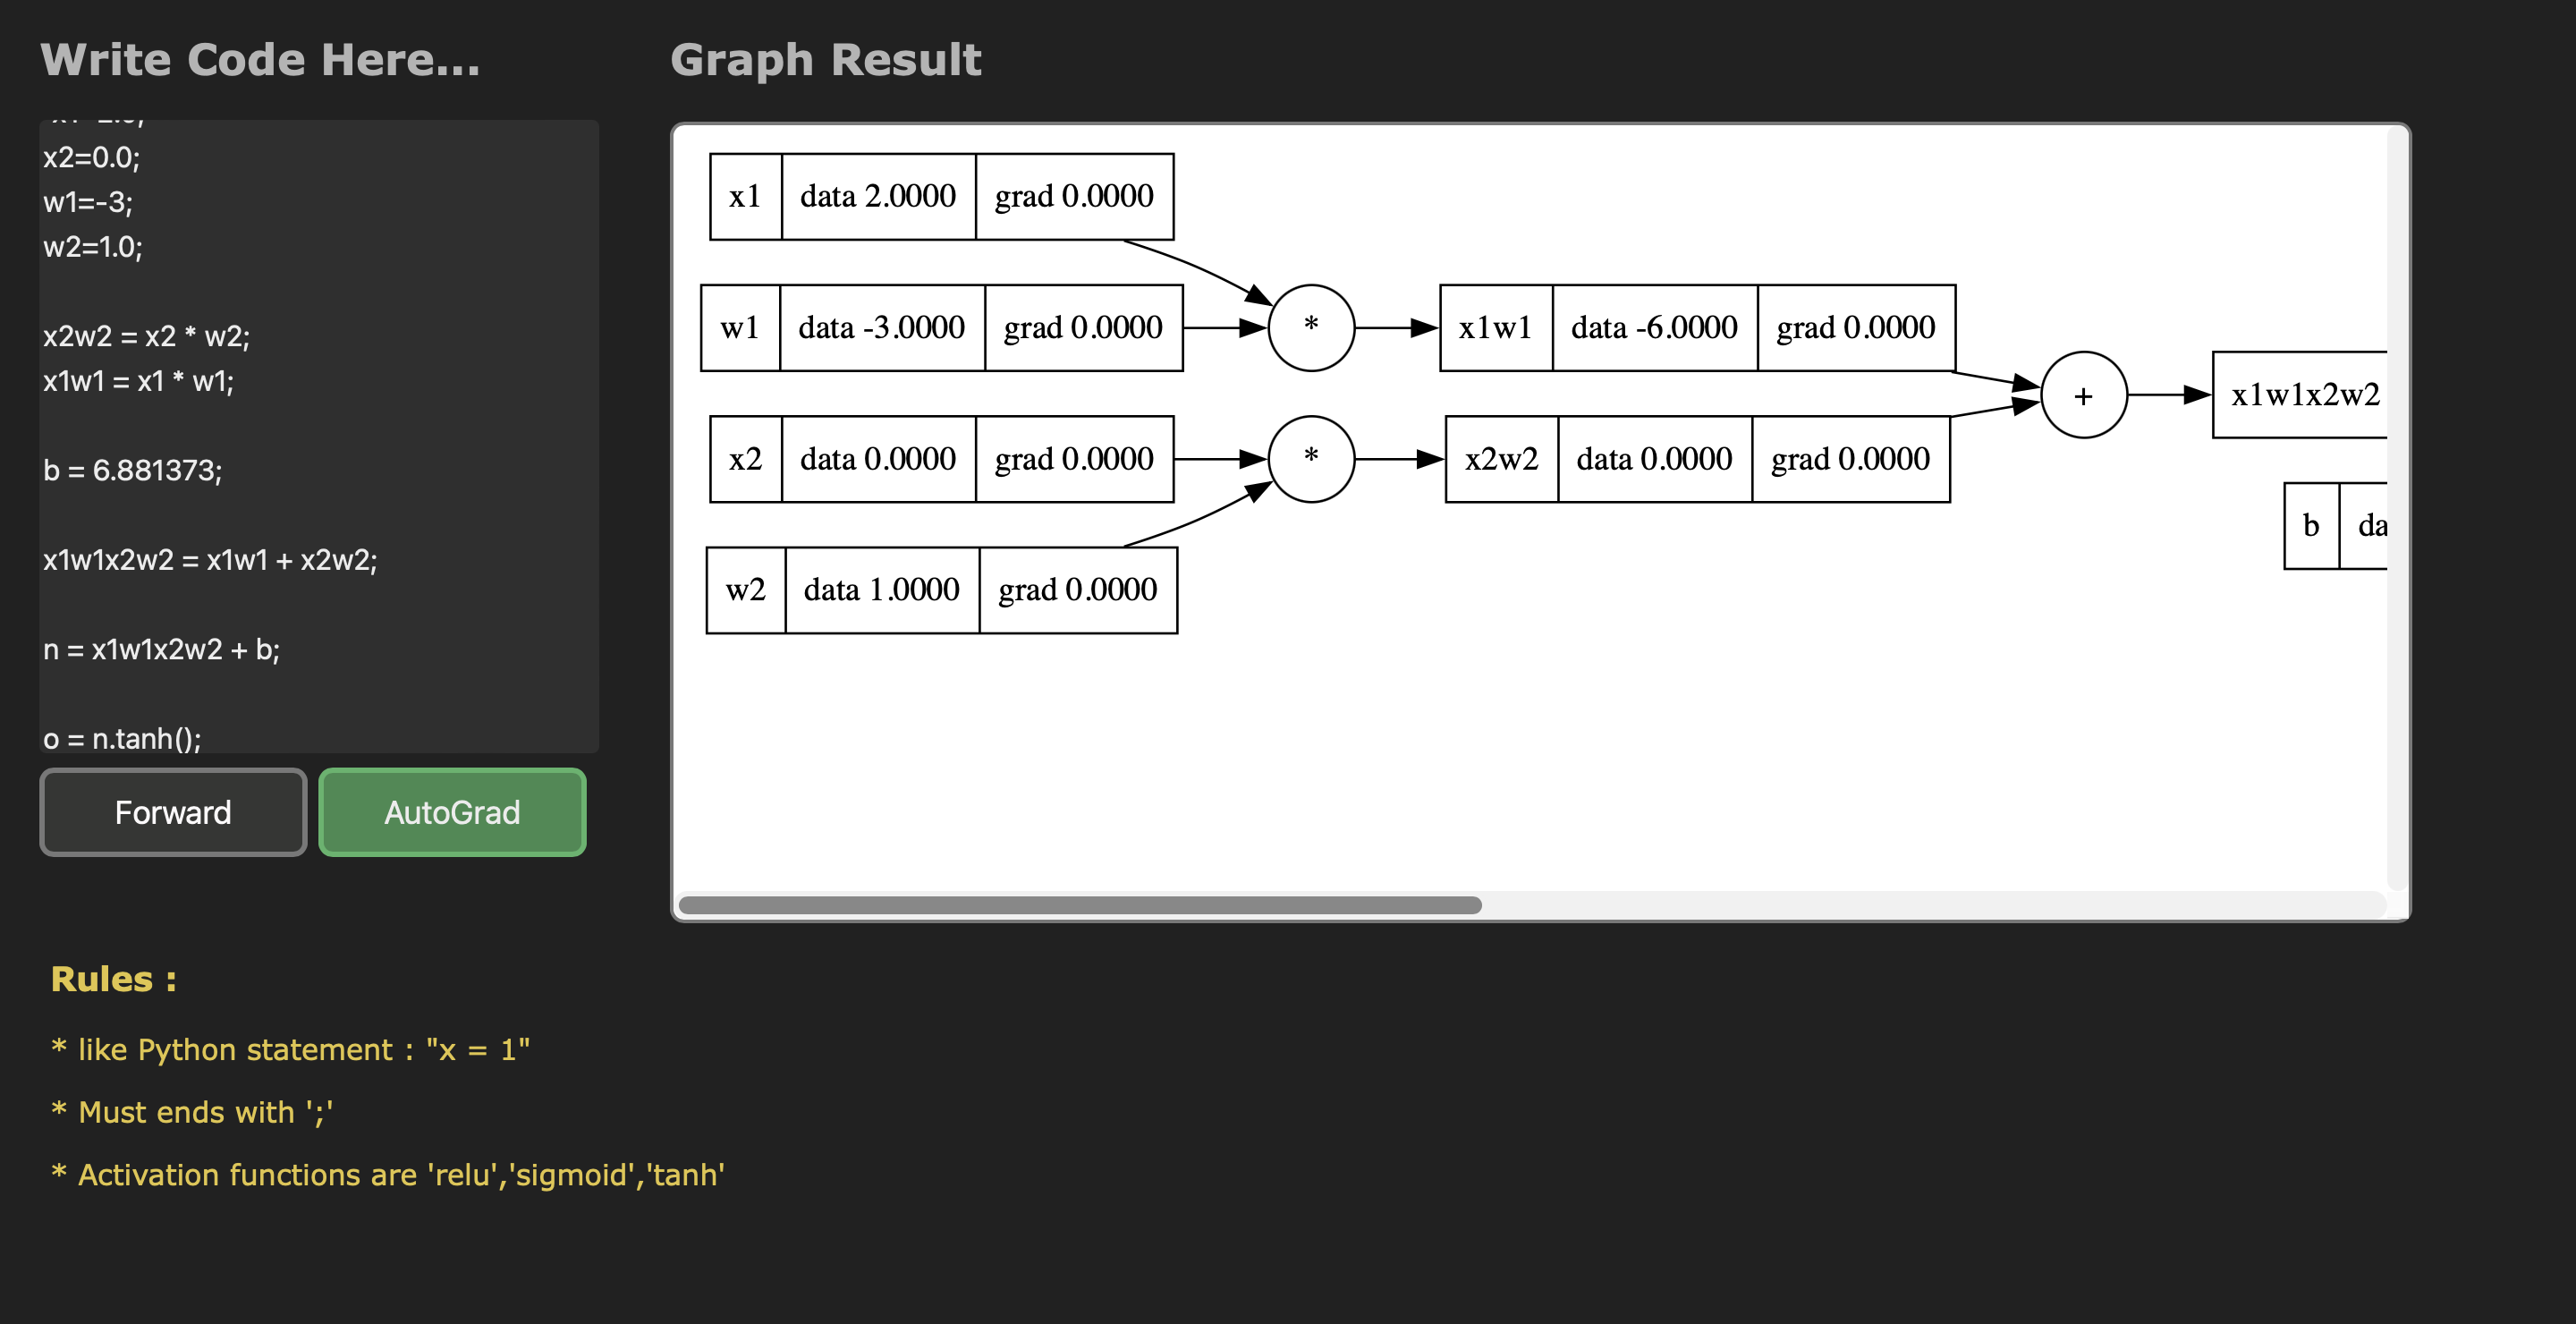 Write Code Here...
x2=0.0;
w1=-3;
w2=1.0;
x2w2 = x2 * w2;
x1w1 = x1 * w1;
b = 6.881373;
x1w1x2w2 = x1w1 + x2w2;
n = x1w1x2w2 + b;
o = n.tanh();
Forward
AutoGrad
Graph Result
x1 data 2.0000 grad 0.0000
w1 data -3.0000 grad 0.0000
*
x1w1 data -6.0000 grad 0.0000
+
x1w1x2w2
x2 data 0.0000 grad 0.0000
*
x2w2 data 0.0000 grad 0.0000
b da
w2 data 1.0000 grad 0.0000
Rules :
* like Python statement : "x = 1"
* Must ends with ';'
* Activation functions are 'relu','sigmoid','tanh'